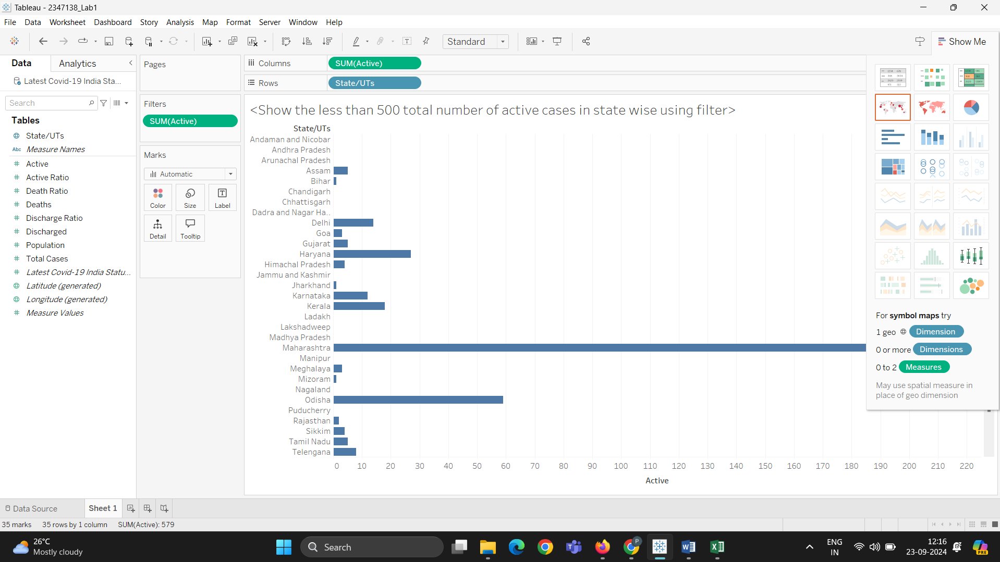 Tableau - 2347138_Lab1
File Data Worksheet Dashboard Story Analysis Map Format Server Window Help
Standard
Show Me
Data Analytics
Latest Covid-19 India Sta...
Search
Tables
State/UTs
Abc Measure Names
Active
Active Ratio
Death Ratio
Deaths
Discharge Ratio
Discharged
Population
Total Cases
Latest Covid-19 India Statu...
Latitude (generated)
Longitude (generated)
Measure Values
Pages
Filters
SUM(Active)
Marks
Automatic
Color Size Label
Detail Tooltip
Columns SUM(Active)
Rows State/UTs
<Show the less than 500 total number of active cases in state wise using filter>
State/UTs
Andaman and Nicobar
Andhra Pradesh
Arunachal Pradesh
Assam
Bihar
Chandigarh
Chhattisgarh
Dadra and Nagar Ha..
Delhi
Goa
Gujarat
Haryana
Himachal Pradesh
Jammu and Kashmir
Jharkhand
Karnataka
Kerala
Ladakh
Lakshadweep
Madhya Pradesh
Maharashtra
Manipur
Meghalaya
Mizoram
Nagaland
Odisha
Puducherry
Rajasthan
Sikkim
Tamil Nadu
Telengana
0 10 20 30 40 50 60 70 80 90 100 110 120 130 140 150 160 170 180 190 200 210 220
Active
For symbol maps try
1 geo Dimension
0 or more Dimensions
0 to 2 Measures
May use spatial measure in
place of geo dimension
Data Source Sheet 1
35 marks 35 rows by 1 column SUM(Active): 579
26°C
Mostly cloudy
Search
ENG
IN
12:16
23-09-2024
PRE